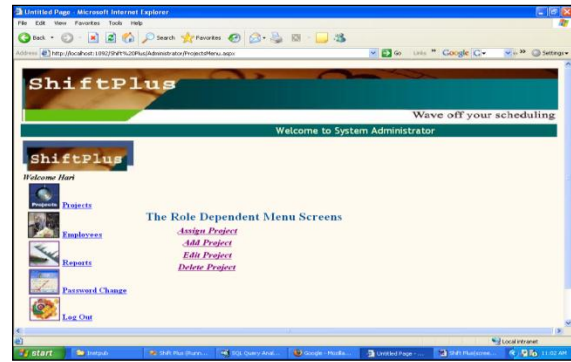 Untitled Page - Microsoft Internet Explorer
File Edit View Favorites Tools Help
Back Search Favorites
Address http://localhost:1092/Shift%20Plus/Administrator/ProjectsMenu.aspx Go Links Google Settings
ShiftPlus
Wave off your scheduling
Welcome to System Administrator
ShiftPlus
Welcome Hari
Projects Projects
Employees
Reports
Password Change
Log Out
The Role Dependent Menu Screens
Assign Project
Add Project
Edit Project
Delete Project
Local intranet
start Inetpub Shift Plus (Runn... SQL Query Anal... Google - Mozilla... Untitled Page - ... 11:02 AM